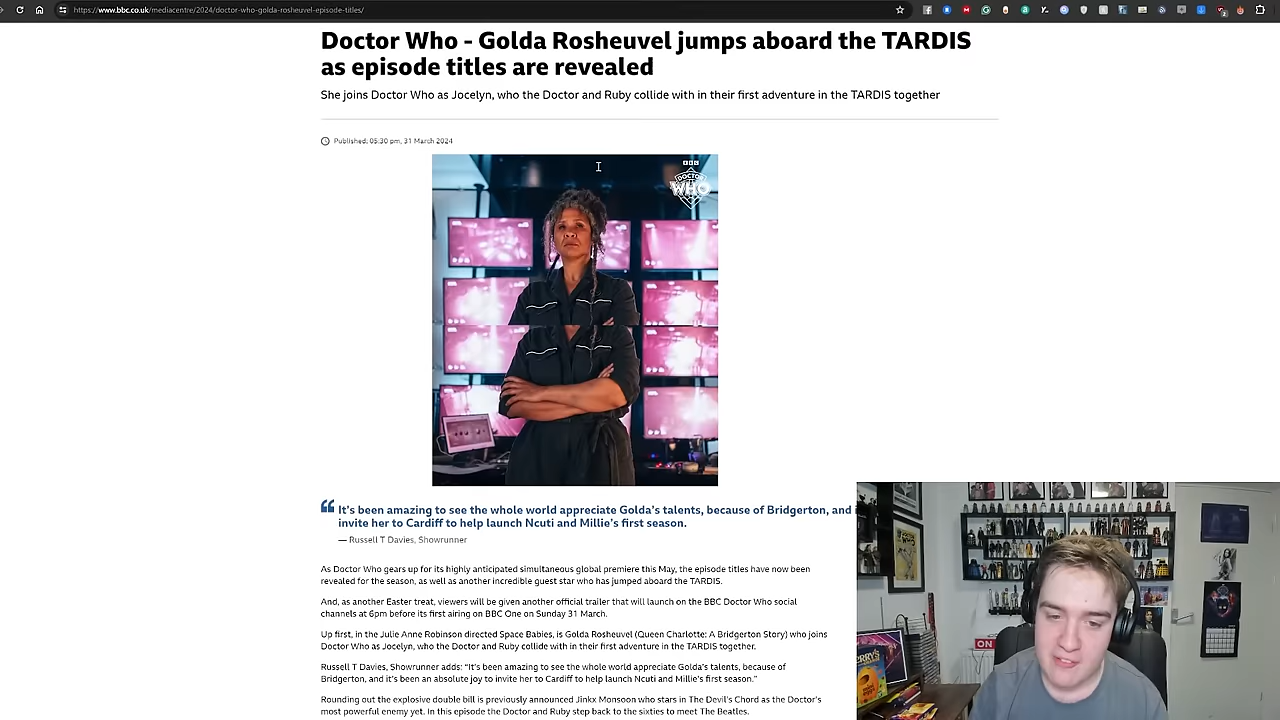 https://www.bbc.co.uk/mediacentre/2024/doctor-who-golda-rosheuvel-episode-titles/
Doctor Who - Golda Rosheuvel jumps aboard the TARDIS
as episode titles are revealed
She joins Doctor Who as Jocelyn, who the Doctor and Ruby collide with in their first adventure in the TARDIS together
Published: 05:30 pm, 31 March 2024
BBC
DOCTOR
WHO
It's been amazing to see the whole world appreciate Golda's talents, because of Bridgerton, and i
invite her to Cardiff to help launch Ncuti and Millie's first season.
— Russell T Davies, Showrunner
As Doctor Who gears up for its highly anticipated simultaneous global premiere this May, the episode titles have now been
revealed for the season, as well as another incredible guest star who has jumped aboard the TARDIS.
And, as another Easter treat, viewers will be given another official trailer that will launch on the BBC Doctor Who social
channels at 6pm before its first airing on BBC One on Sunday 31 March.
Up first, in the Julie Anne Robinson directed Space Babies, is Golda Rosheuvel (Queen Charlotte: A Bridgerton Story) who joins
Doctor Who as Jocelyn, who the Doctor and Ruby collide with in their first adventure in the TARDIS together.
Russell T Davies, Showrunner adds: "It's been amazing to see the whole world appreciate Golda's talents, because of
Bridgerton, and it's been an absolute joy to invite her to Cardiff to help launch Ncuti and Millie's first season."
Rounding out the explosive double bill is previously announced Jinkx Monsoon who stars in The Devil's Chord as the Doctor's
most powerful enemy yet. In this episode the Doctor and Ruby step back to the sixties to meet The Beatles.
ON